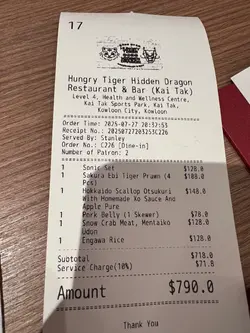 17
Hungry Tiger Hidden Dragon
Restaurant & Bar (Kai Tak)
Level 4, Health and Wellness Centre,
Kai Tak Sports Park, Kai Tak,
Kowloon City, Kowloon
Order Time: 2025-07-27 20:37:53
Receipt No.: 20250727203253C226
Served By: Stanley
Order No.: C226 [Dine-in]
Number of Patron: 2
1 Sonic Set $128.0
1 Sakura Ebi Tiger Prawn (4 $108.0
Pcs)
1 Hokkaido Scallop Otsukuri $148.0
With Homemade Xo Sauce And
Apple Pure
1 Pork Belly (1 Skewer) $78.0
1 Snow Crab Meat, Mentaiko $128.0
Udon
1 Engawa Rice $128.0
Subtotal $718.0
Service Charge(10%) $71.8
Amount $790.0
Thank You